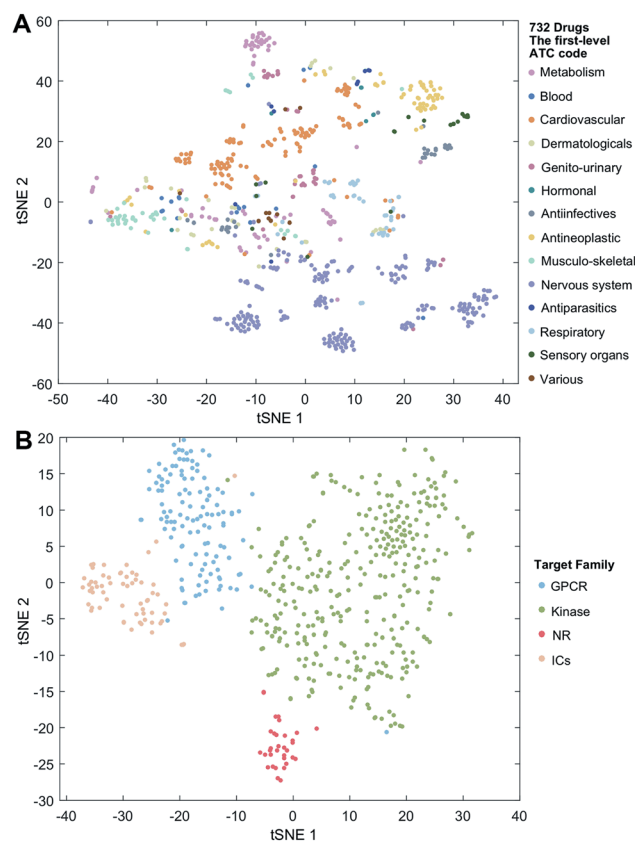 A
732 Drugs
The first-level
ATC code
Metabolism
Blood
Cardiovascular
Dermatologicals
Genito-urinary
Hormonal
Antiinfectives
Antineoplastic
Musculo-skeletal
Nervous system
Antiparasitics
Respiratory
Sensory organs
Various
60
40
20
0
-20
-40
-60
tSNE 2
-50 -40 -30 -20 -10 0 10 20 30 40
tSNE 1
B
20
15
10
5
0
-5
-10
-15
-20
-25
-30
tSNE 2
-40 -30 -20 -10 0 10 20 30 40
tSNE 1
Target Family
GPCR
Kinase
NR
ICs